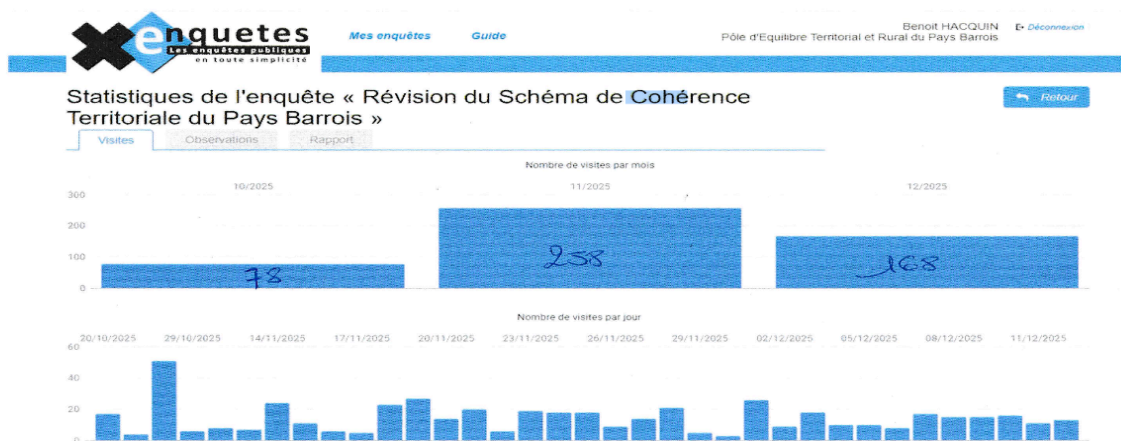 enquetes
Les enquêtes publiques
en toute simplicité
Mes enquêtes Guide
Benoit HACQUIN
Pôle d'Equilibre Territorial et Rural du Pays Barrois
Déconnexion
Statistiques de l'enquête « Révision du Schéma de Cohérence
Territoriale du Pays Barrois »
Retour
Visites Observations Rapport
Nombre de visites par mois
10/2025 11/2025 12/2025
300
200
100
0
78 258 168
Nombre de visites par jour
20/10/2025 29/10/2025 14/11/2025 17/11/2025 20/11/2025 23/11/2025 26/11/2025 29/11/2025 02/12/2025 05/12/2025 08/12/2025 11/12/2025
60
40
20
0